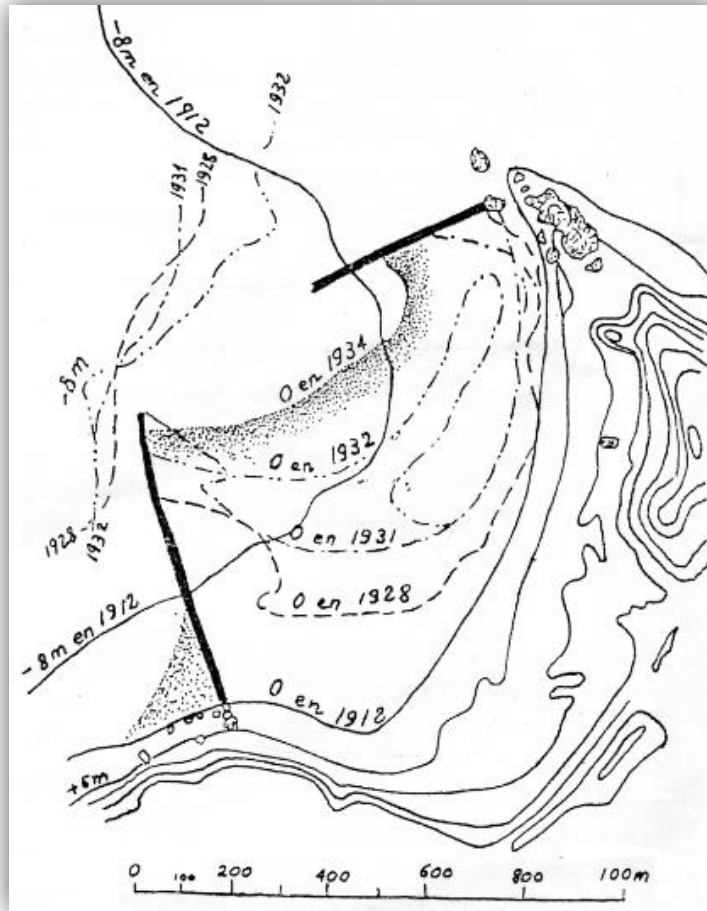 -8m en 1912
1932
1931
1928
0 en 1934
-8m
0 en 1932
0 en 1931
1928
1932
0 en 1928
-8m en 1912
0 en 1912
+5m
0 100 200 400 600 800 100m